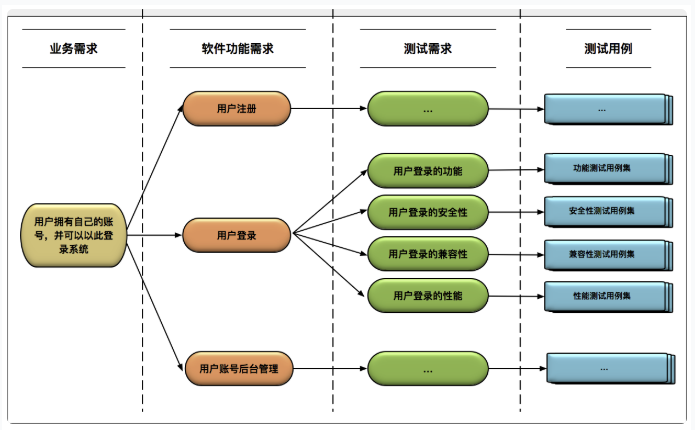 业务需求
软件功能需求
测试需求
测试用例
用户注册
...
...
用户登录的功能
功能测试用例集
用户登录的安全性
安全性测试用例集
用户拥有自己的账
号，并可以以此登
录系统
用户登录
用户登录的兼容性
兼容性测试用例集
用户登录的性能
性能测试用例集
用户账号后台管理
...
...